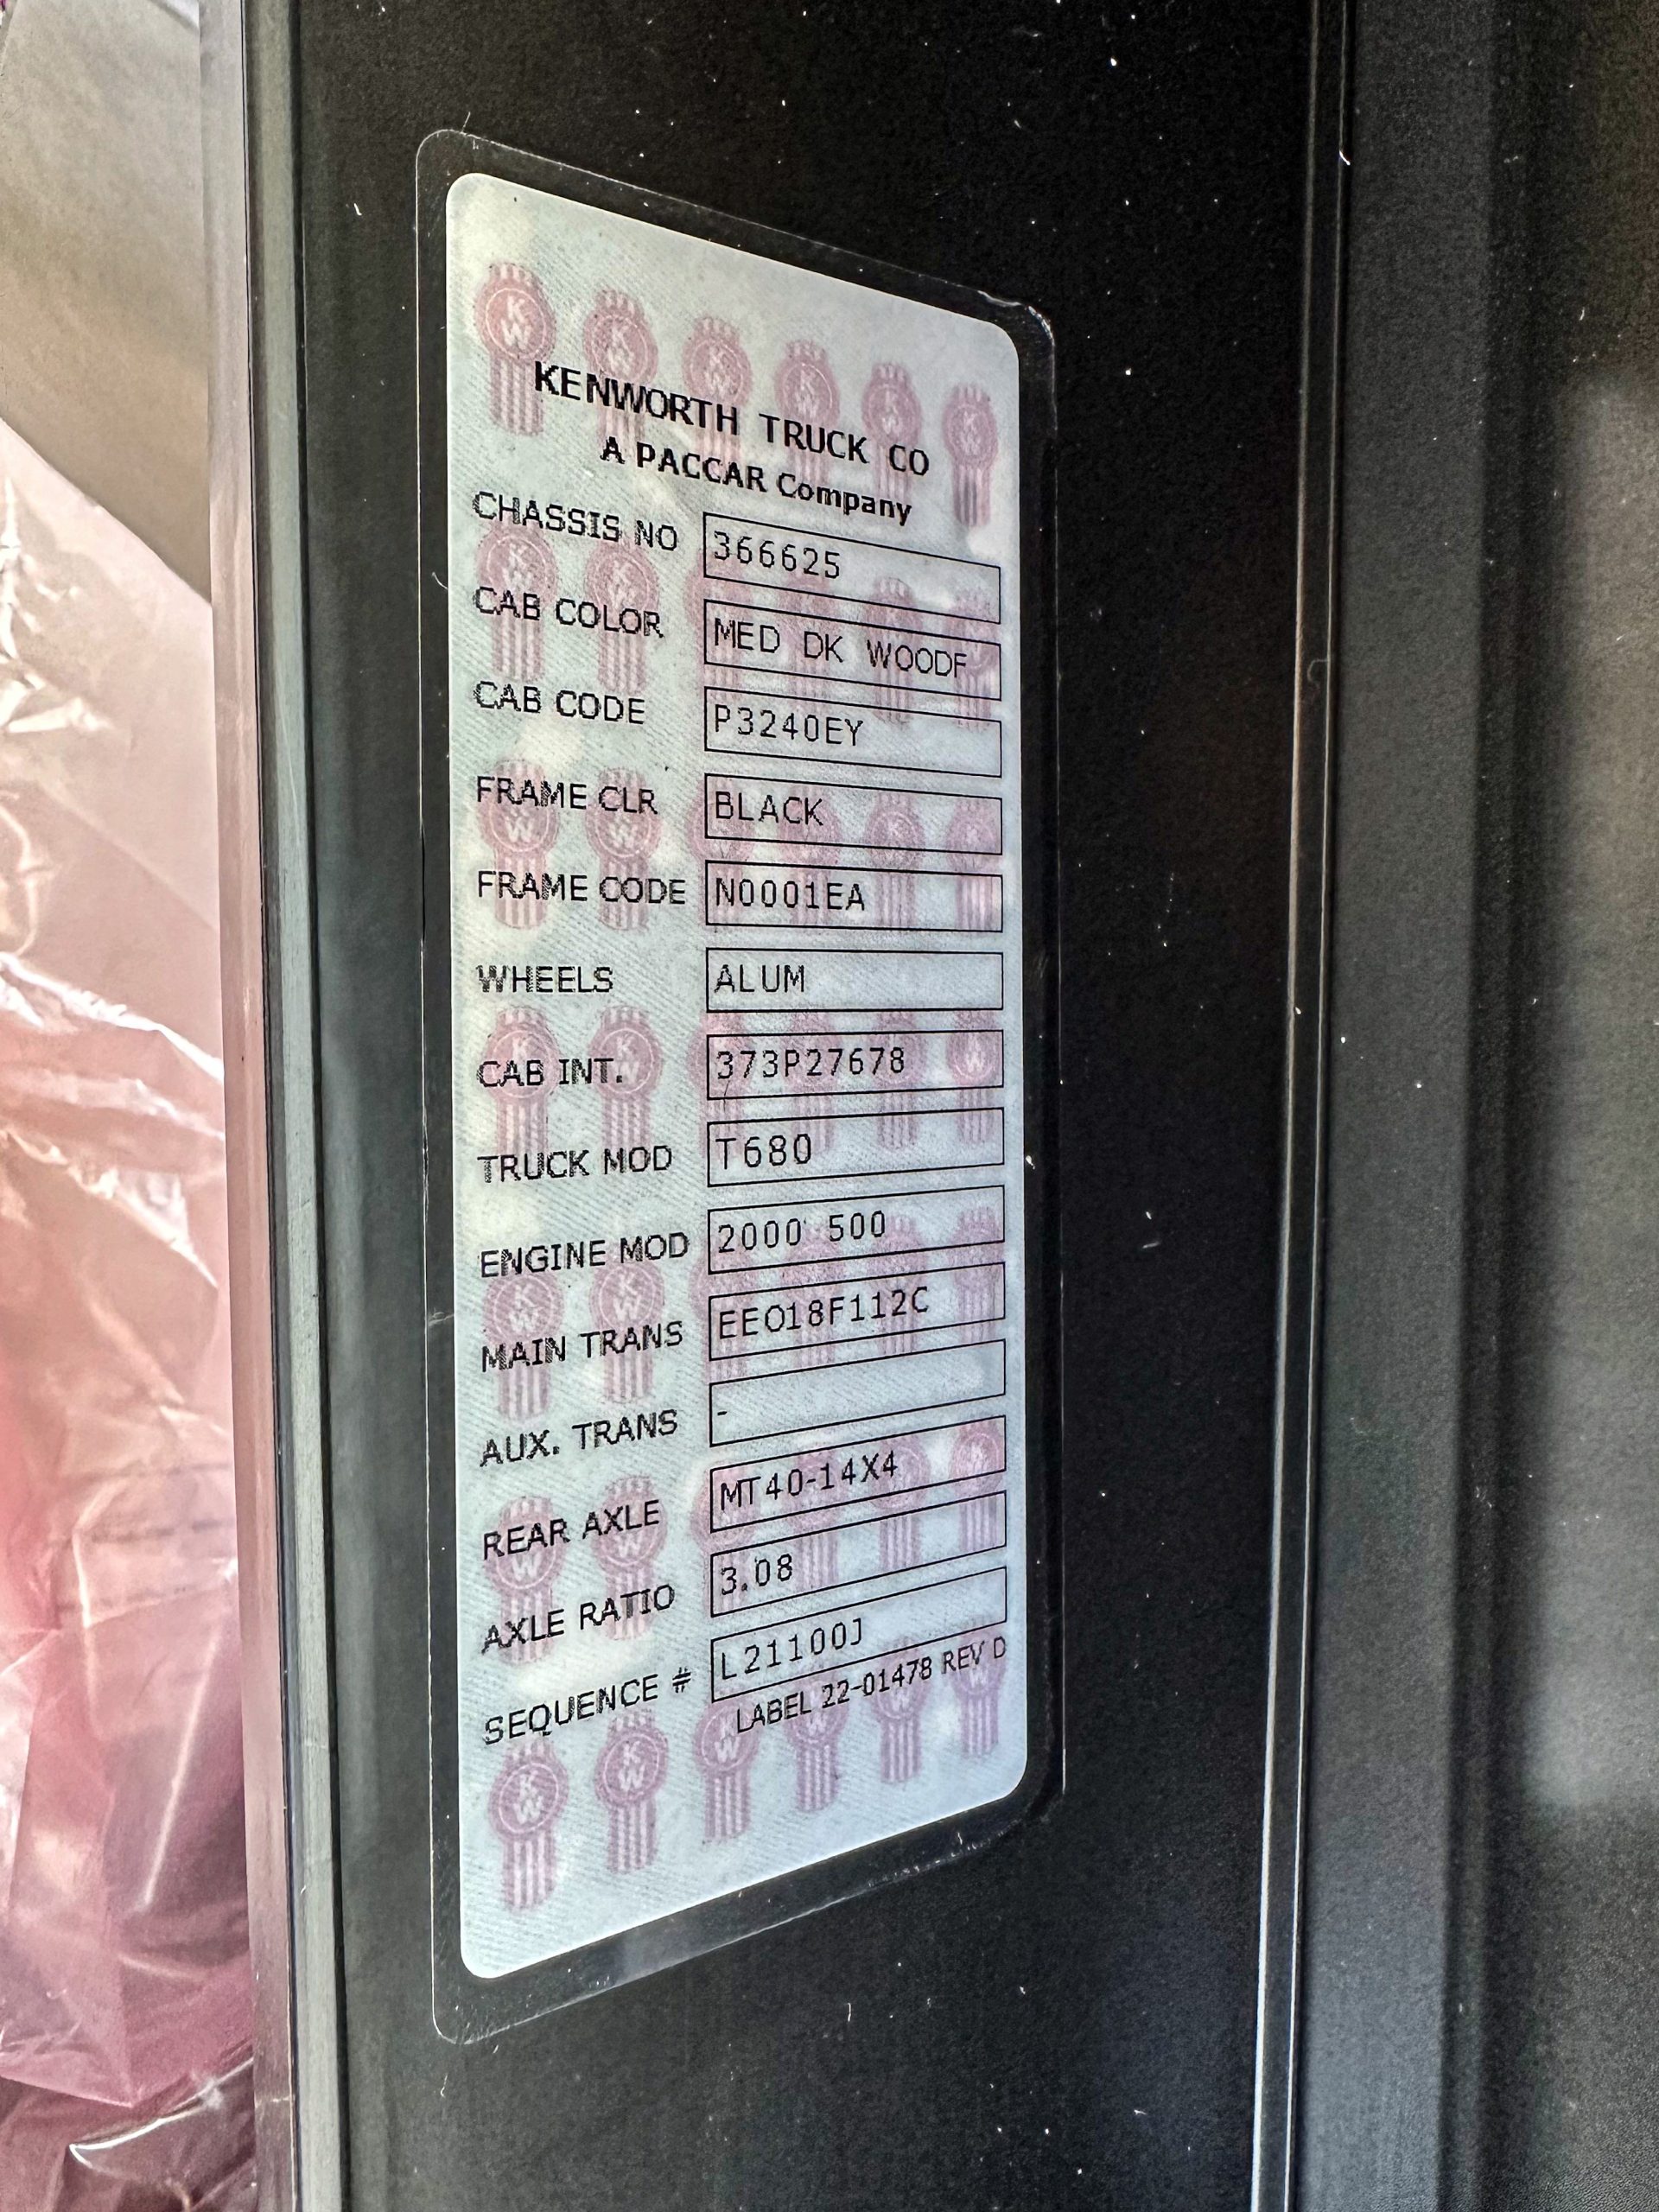 KENWORTH TRUCK CO
A PACCAR Company
CHASSIS NO 366625
CAB COLOR MED DK WOODF
CAB CODE P3240EY
FRAME CLR BLACK
FRAME CODE N0001EA
WHEELS ALUM
CAB INT. 373P27678
TRUCK MOD T680
ENGINE MOD 2000 500
MAIN TRANS EEO18F112C
AUX. TRANS -
REAR AXLE MT40-14X4
AXLE RATIO 3.08
SEQUENCE # L21100J
LABEL 22-01478 REV D